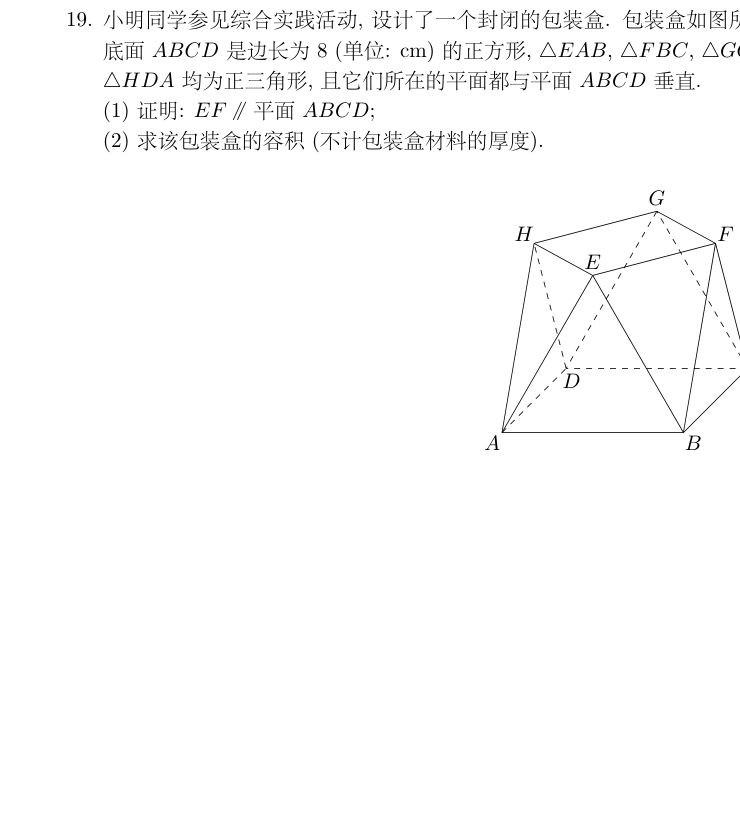 19. 小明同学参见综合实践活动, 设计了一个封闭的包装盒. 包装盒如图所
底面 ABCD 是边长为 8 (单位: cm) 的正方形, △EAB, △FBC, △G
△HDA 均为正三角形, 且它们所在的平面都与平面 ABCD 垂直.
(1) 证明: EF ∥ 平面 ABCD;
(2) 求该包装盒的容积 (不计包装盒材料的厚度).
G
H
F
E
D
A
B